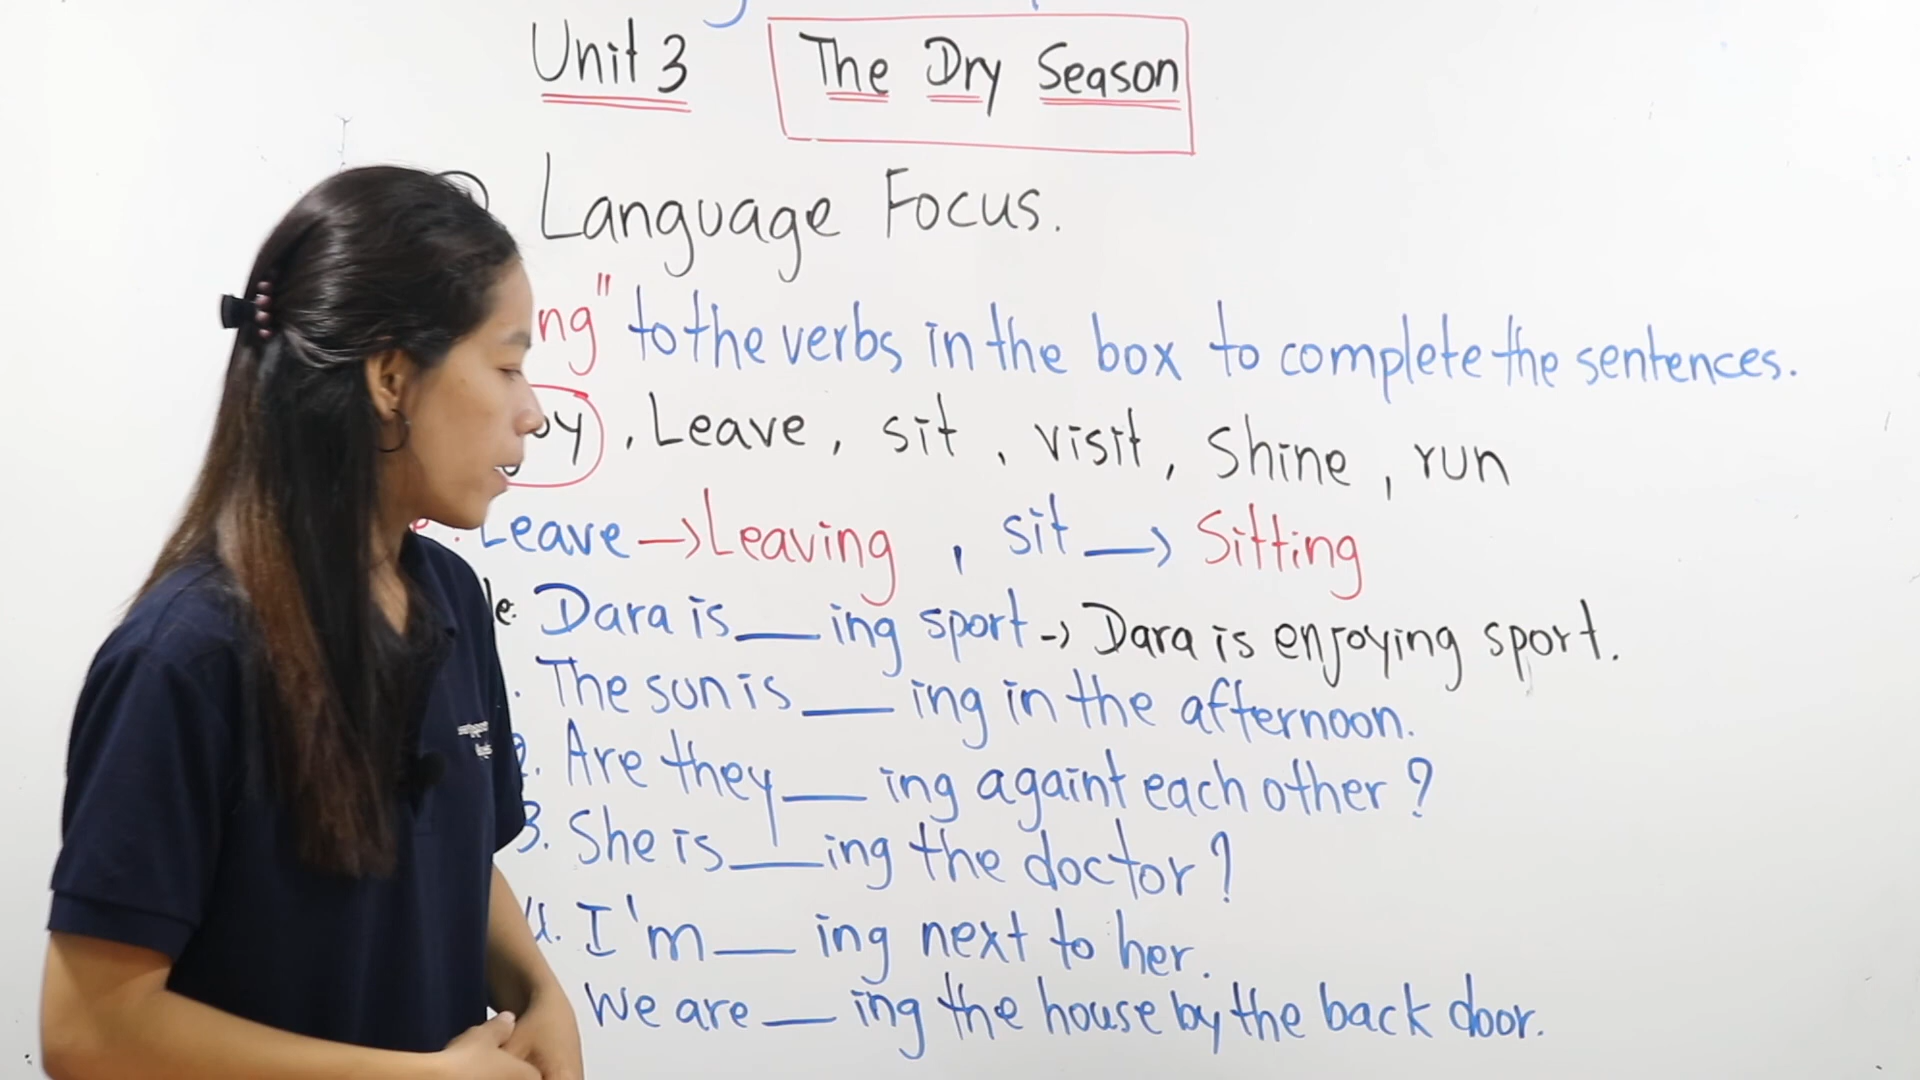 Unit 3 The Dry Season
Language Focus.
ng" to the verbs in the box to complete the sentences.
oy, Leave, sit, visit, Shine, run
Leave → Leaving, sit → Sitting
e: Dara is ___ ing sport → Dara is enjoying sport.
. The sun is ___ ing in the afternoon.
2. Are they ___ ing againt each other?
3. She is ___ ing the doctor?
4. I'm ___ ing next to her.
We are ___ ing the house by the back door.